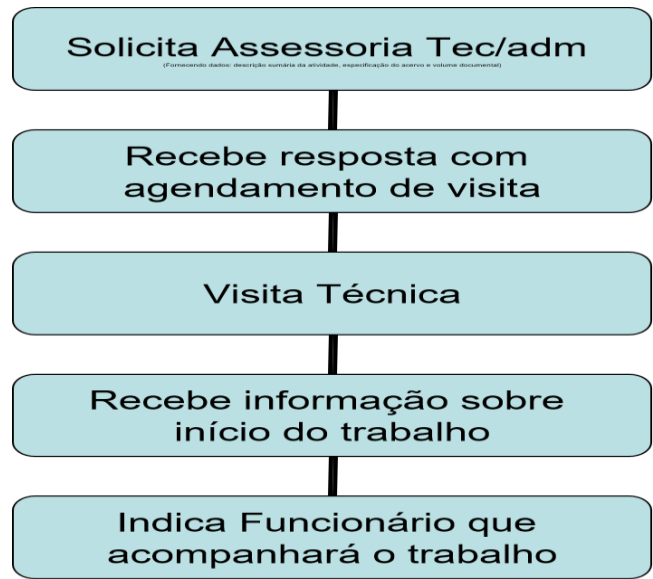 Solicita Assessoria Tec/adm
(Fornecendo dados: descrição sumária da atividade, especificação do acervo e volume documental)
Recebe resposta com
agendamento de visita
Visita Técnica
Recebe informação sobre
início do trabalho
Indica Funcionário que
acompanhará o trabalho